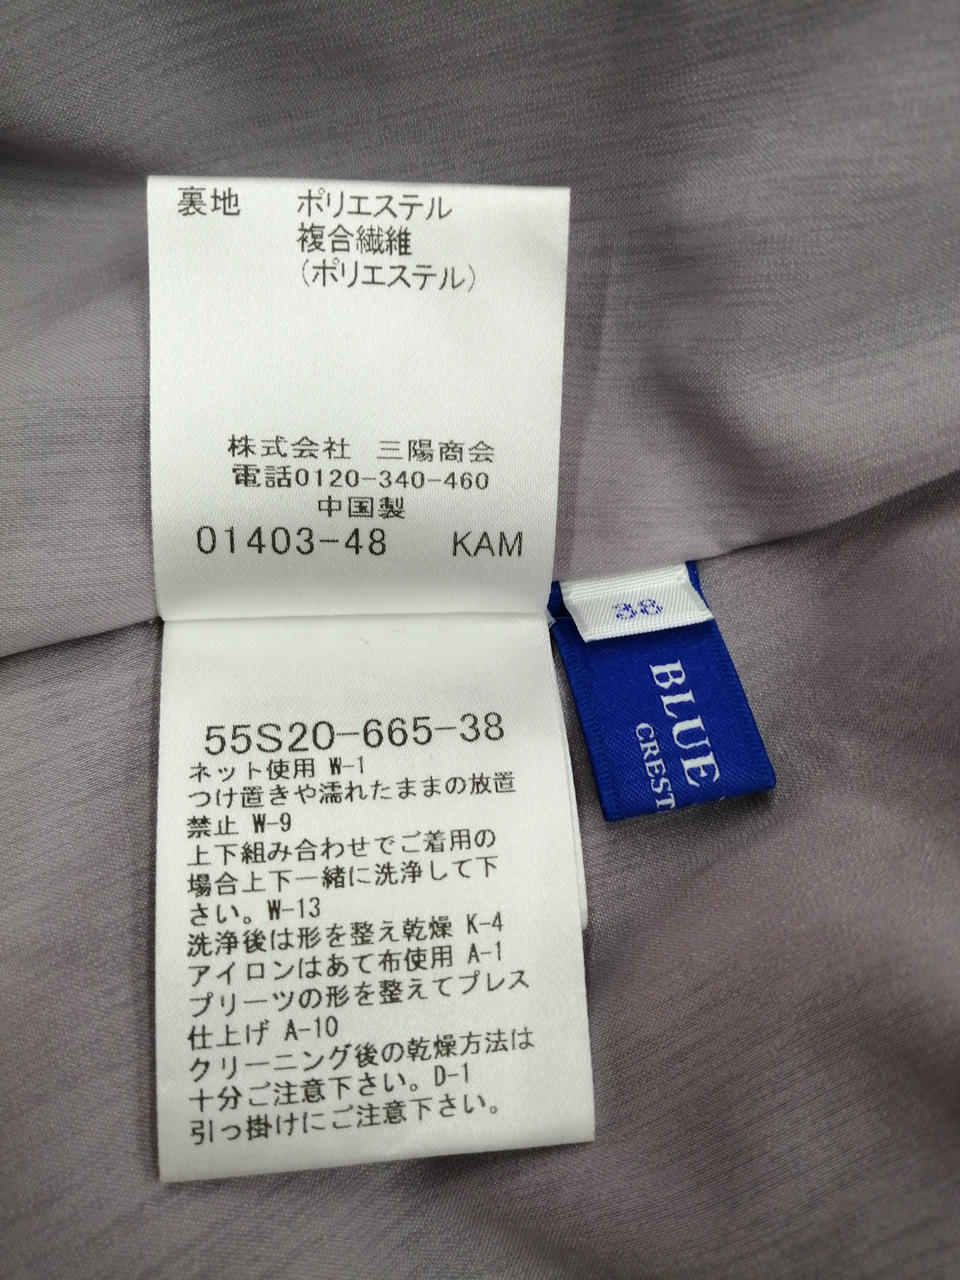 裏地 ポリエステル
複合繊維
(ポリエステル)
株式会社 三陽商会
電話0120-340-460
中国製
01403-48 KAM
55S20-665-38
ネット使用 W-1
つけ置きや濡れたままの放置
禁止 W-9
上下組み合わせでご着用の
場合上下一緒に洗浄して下
さい。W-13
洗浄後は形を整え乾燥 K-4
アイロンはあて布使用 A-1
プリーツの形を整えてプレス
仕上げ A-10
クリーニング後の乾燥方法は
十分ご注意下さい。D-1
引っ掛けにご注意下さい。
38
BLUE
CREST